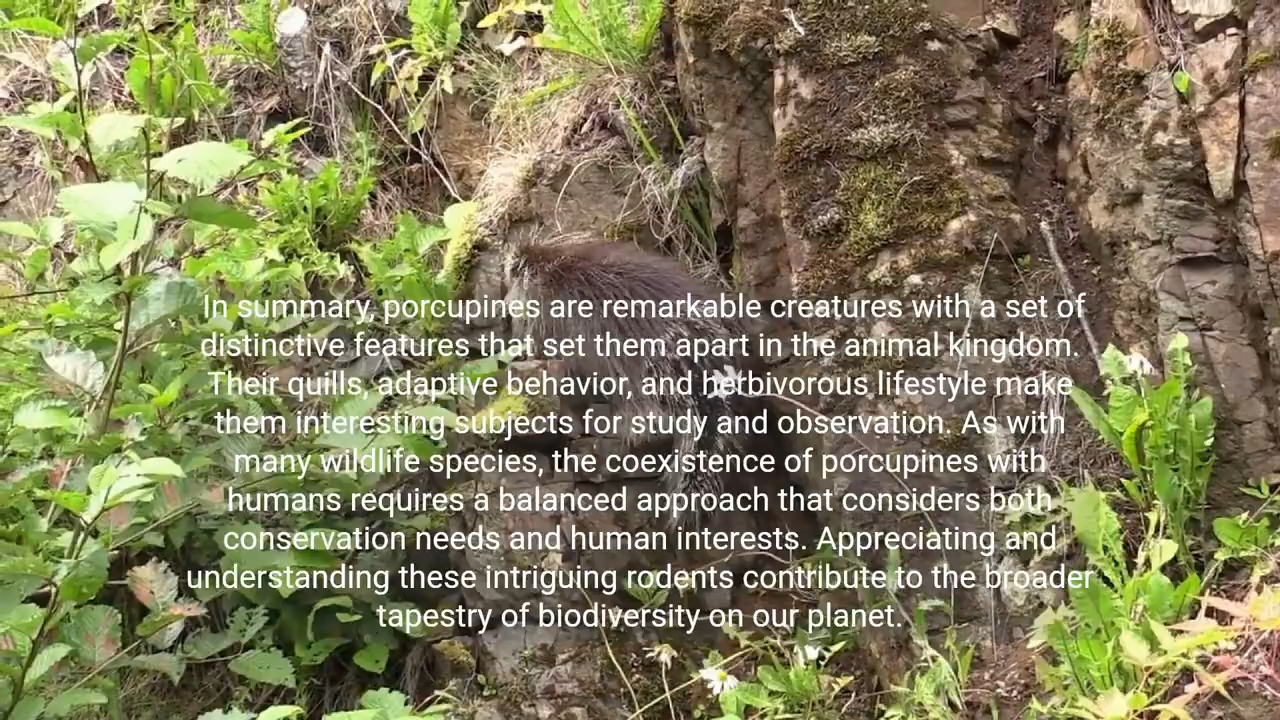 In summary, porcupines are remarkable creatures with a set of
distinctive features that set them apart in the animal kingdom.
Their quills, adaptive behavior, and herbivorous lifestyle make
them interesting subjects for study and observation. As with
many wildlife species, the coexistence of porcupines with
humans requires a balanced approach that considers both
conservation needs and human interests. Appreciating and
understanding these intriguing rodents contribute to the broader
tapestry of biodiversity on our planet.